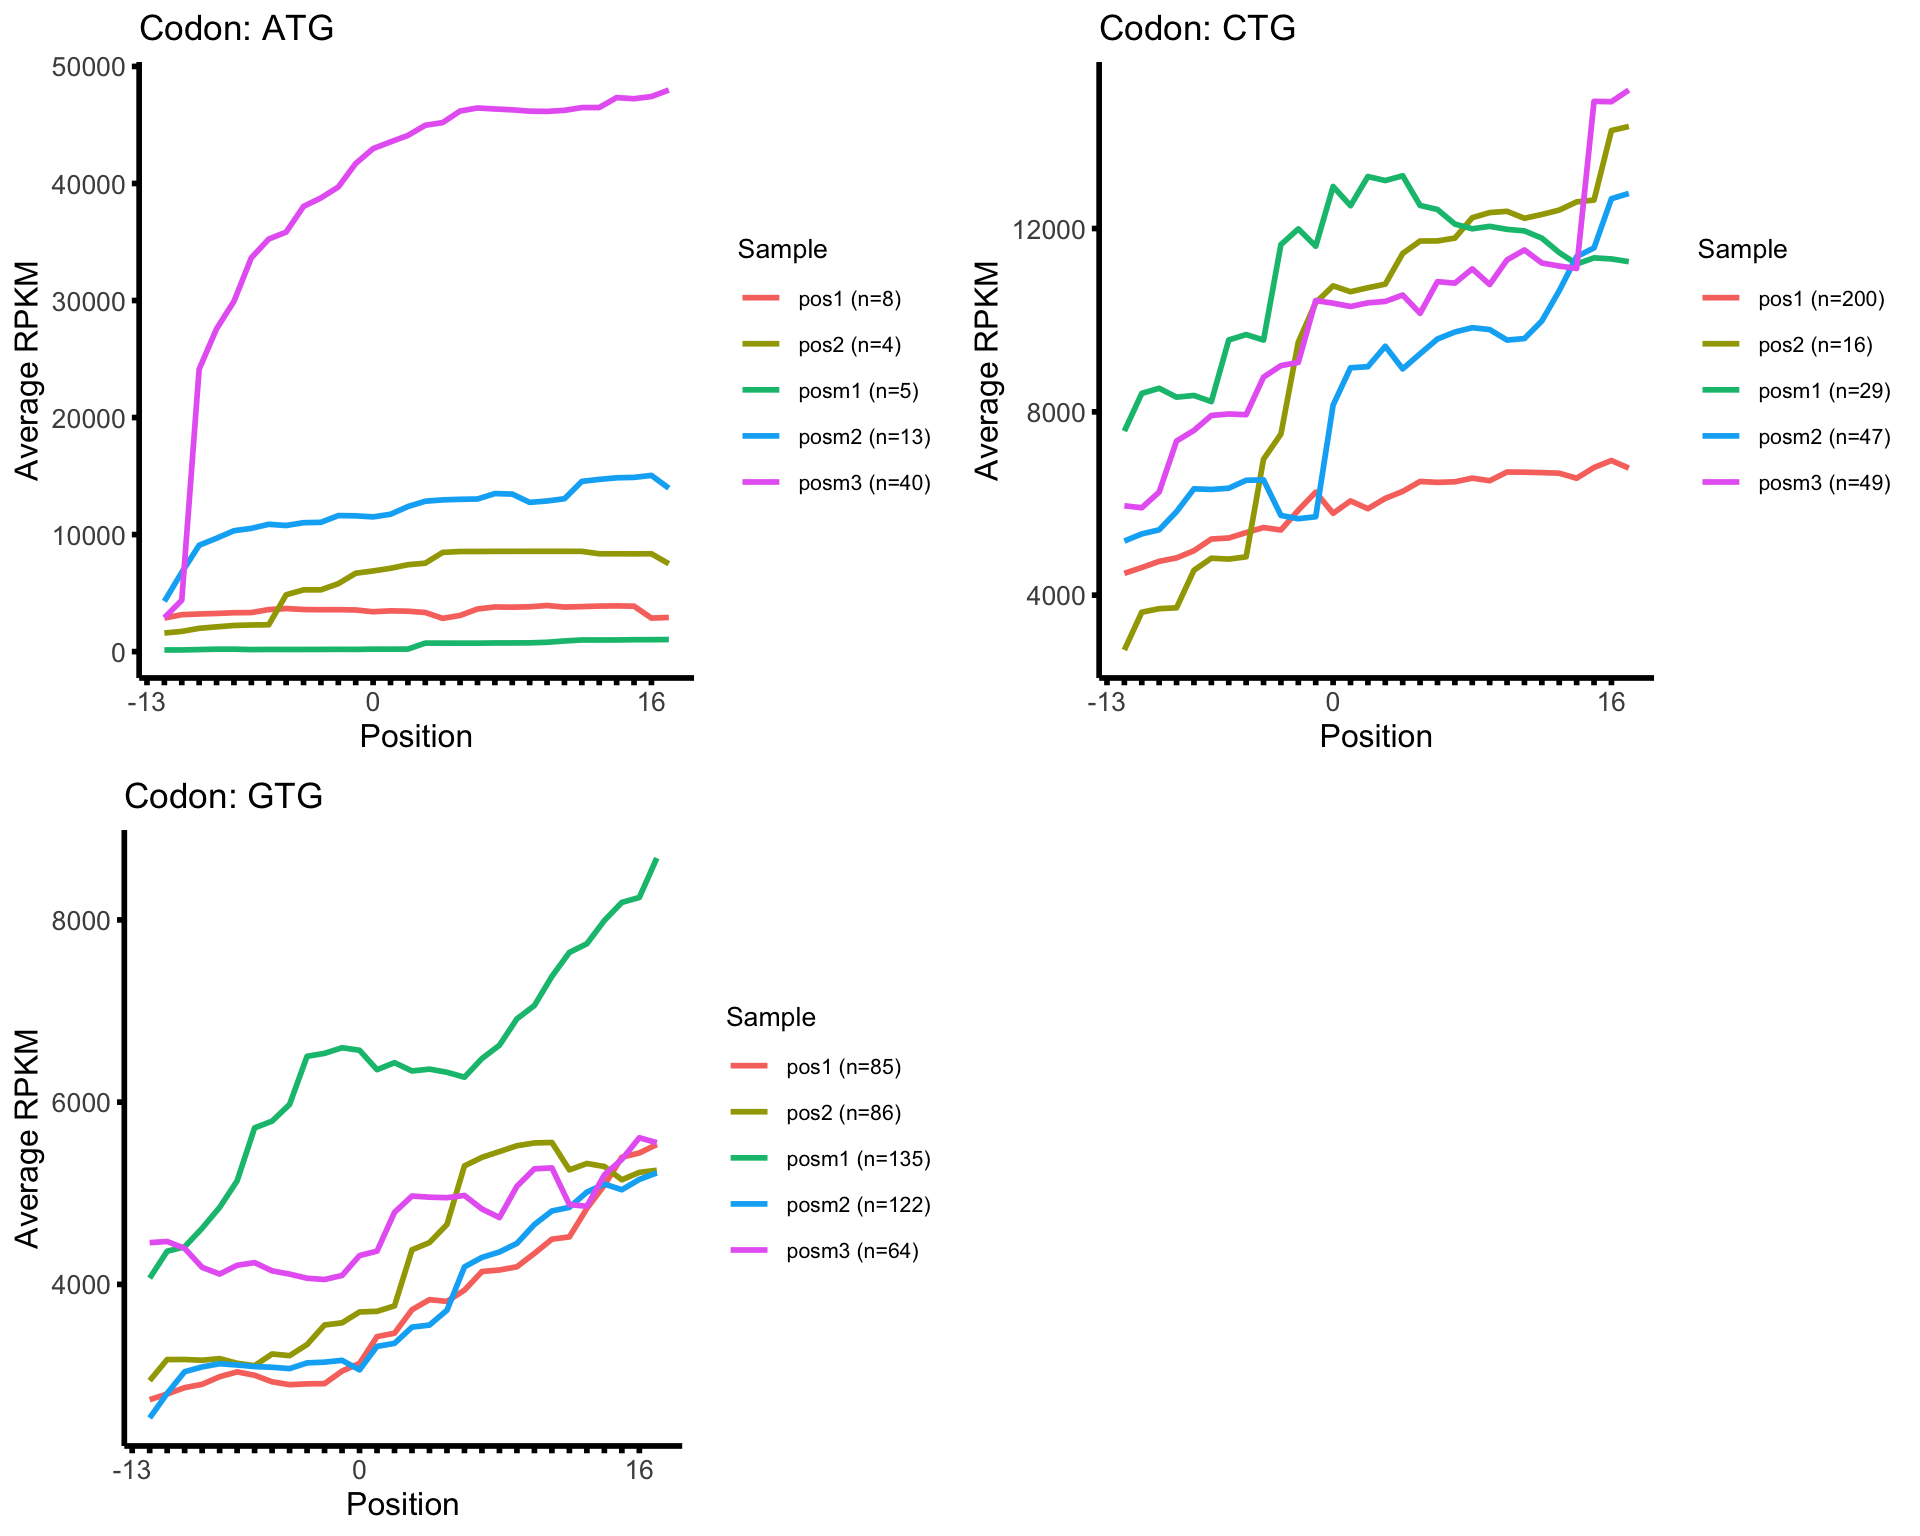 Codon: ATG
50000
40000
30000
20000
10000
0
Average RPKM
-13 0 16
Position
Sample
pos1 (n=8)
pos2 (n=4)
posm1 (n=5)
posm2 (n=13)
posm3 (n=40)
Codon: CTG
12000
8000
4000
Average RPKM
-13 0 16
Position
Sample
pos1 (n=200)
pos2 (n=16)
posm1 (n=29)
posm2 (n=47)
posm3 (n=49)
Codon: GTG
8000
6000
4000
Average RPKM
-13 0 16
Position
Sample
pos1 (n=85)
pos2 (n=86)
posm1 (n=135)
posm2 (n=122)
posm3 (n=64)